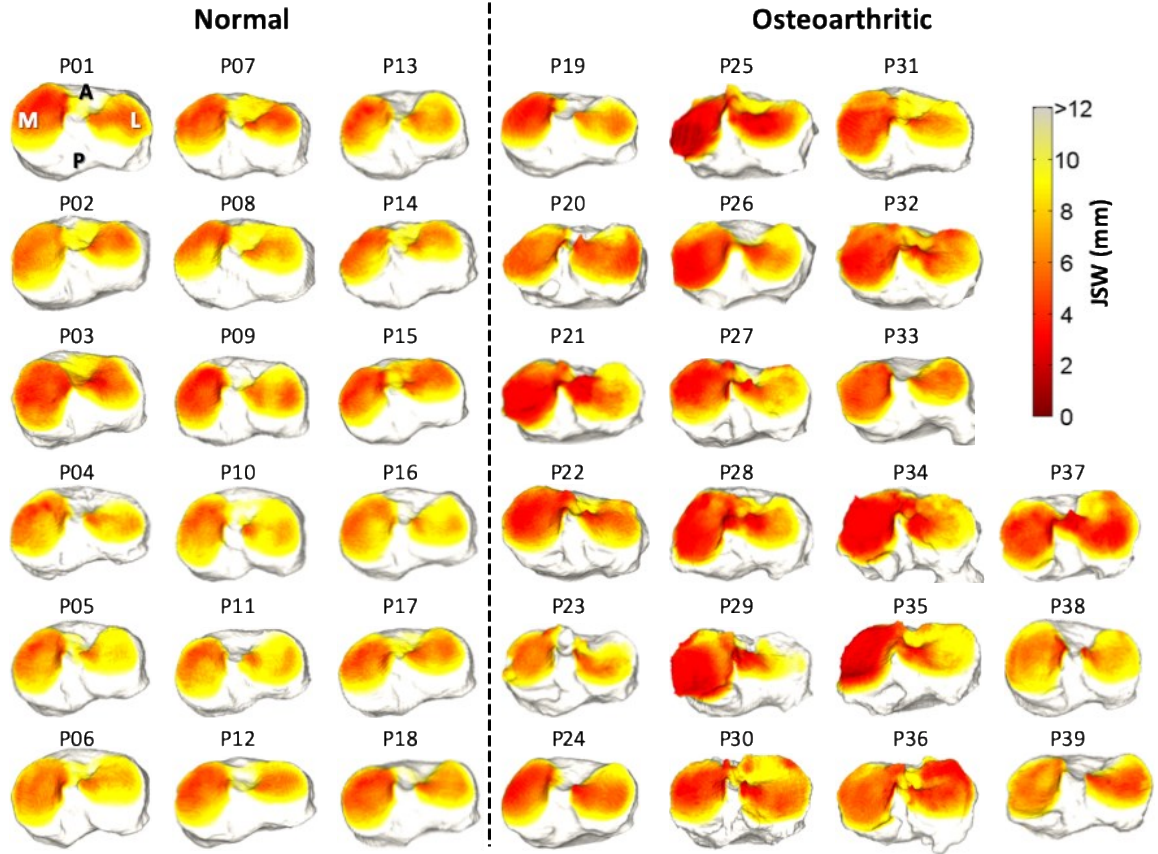 Normal
Osteoarthritic
P01 P07 P13 P19 P25 P31
A
M L
P
>12
10
8
6
4
2
0
JSW (mm)
P02 P08 P14 P20 P26 P32
P03 P09 P15 P21 P27 P33
P04 P10 P16 P22 P28 P34 P37
P05 P11 P17 P23 P29 P35 P38
P06 P12 P18 P24 P30 P36 P39